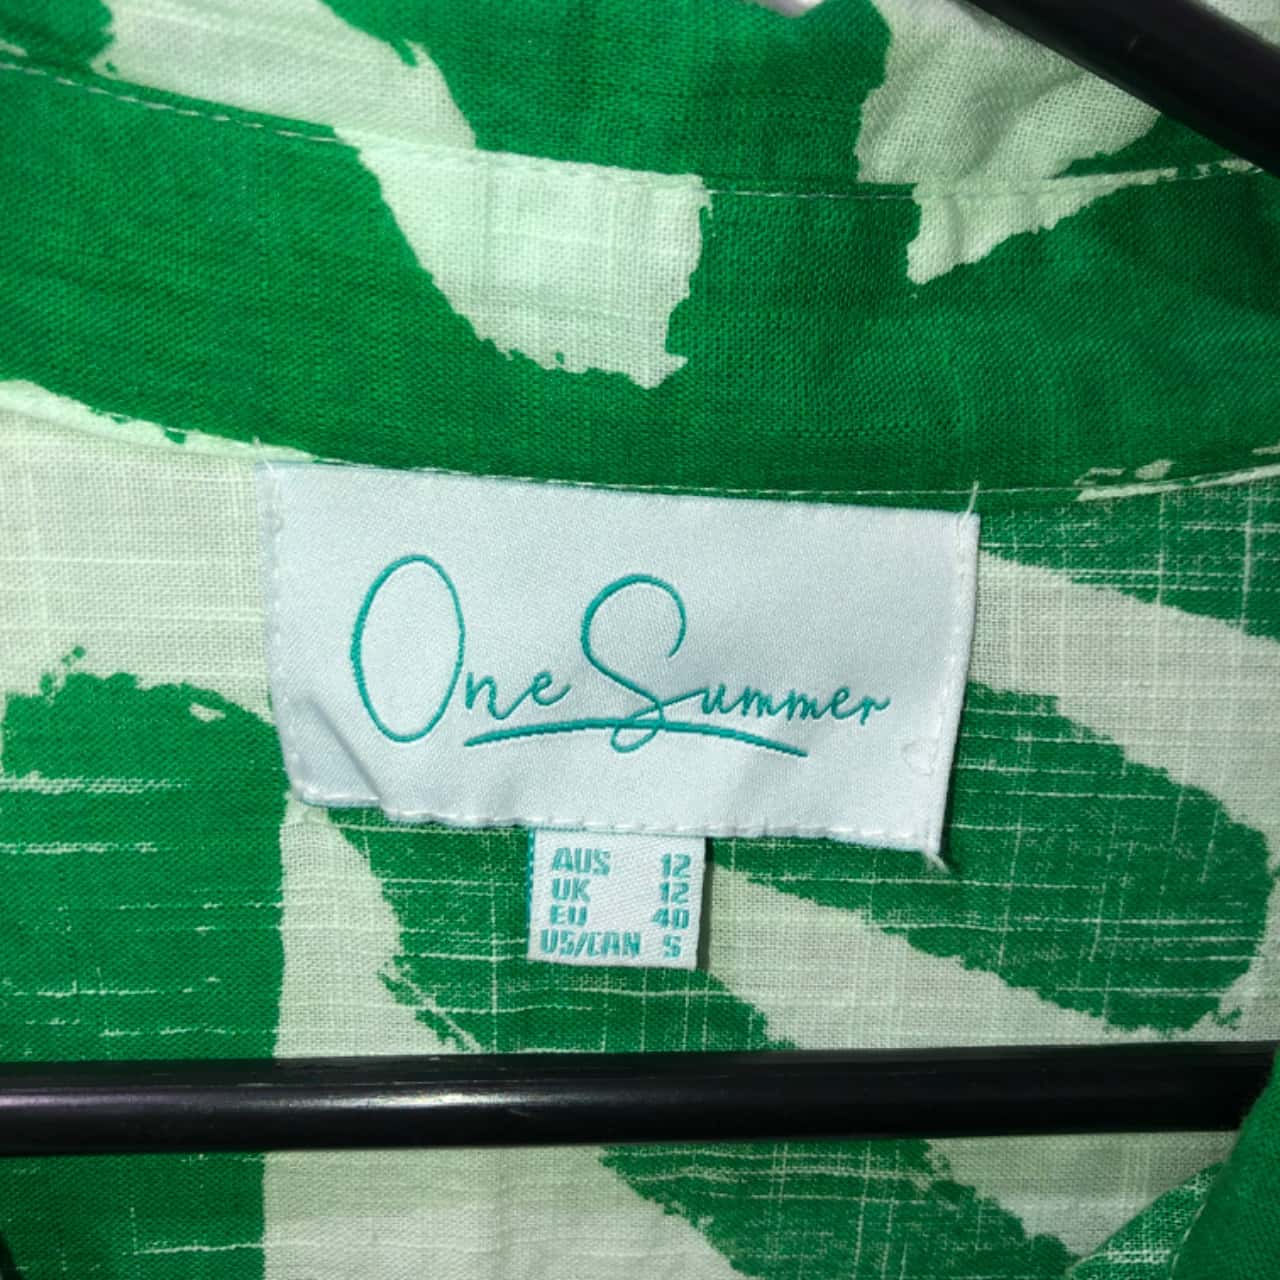 One Summer
AUS 12
UK 12
EU 40
US/CAN S